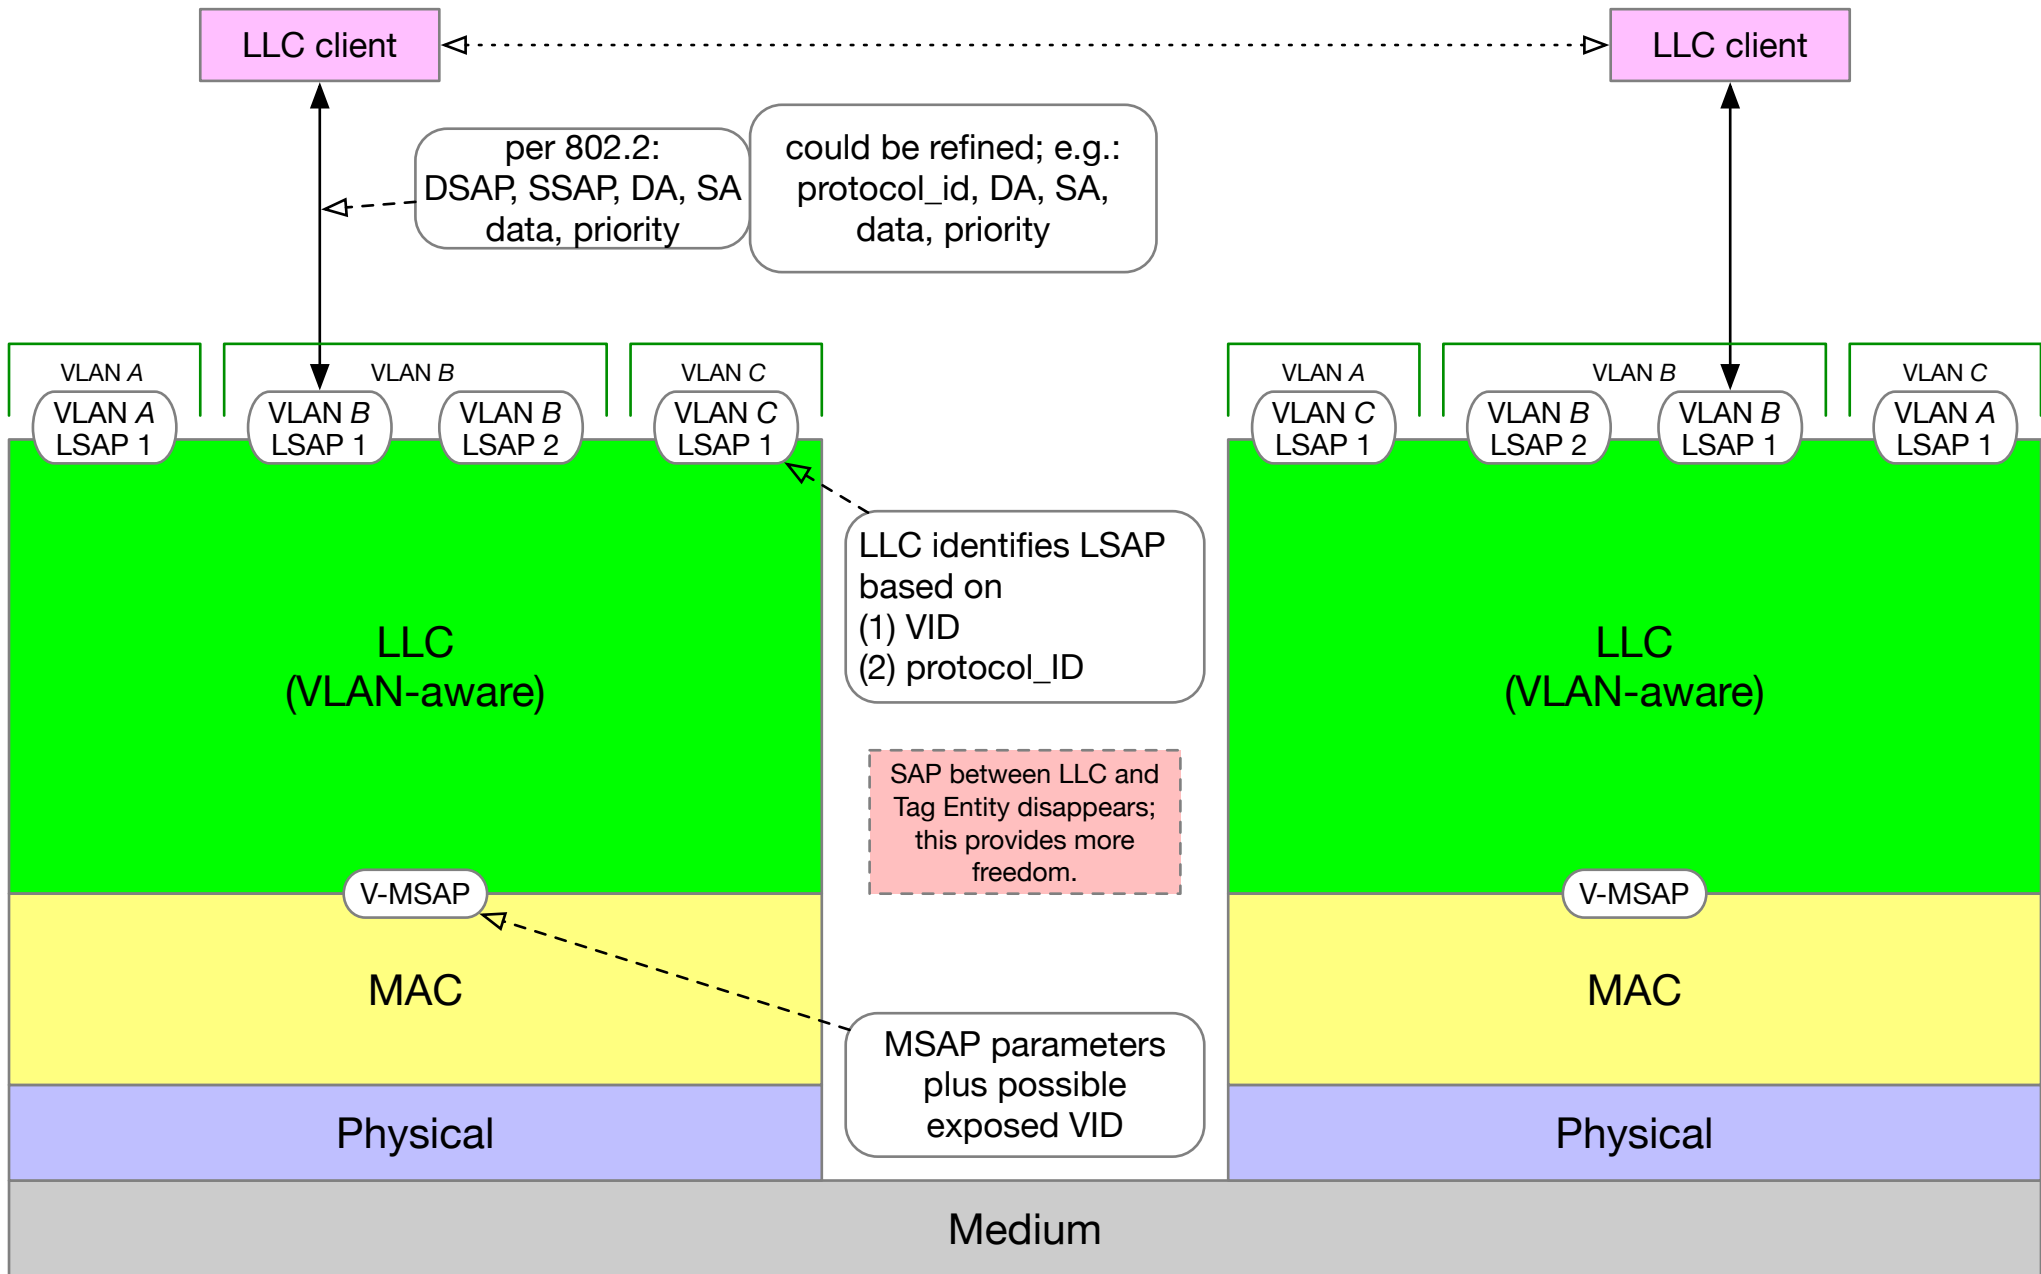 LLC client
LLC client
per 802.2:
DSAP, SSAP, DA, SA
data, priority
could be refined; e.g.:
protocol_id, DA, SA,
data, priority
VLAN A
VLAN B
VLAN C
VLAN A
LSAP 1
VLAN B
LSAP 1
VLAN B
LSAP 2
VLAN C
LSAP 1
VLAN A
VLAN B
VLAN C
VLAN C
LSAP 1
VLAN B
LSAP 2
VLAN B
LSAP 1
VLAN A
LSAP 1
LLC identifies LSAP
based on
(1) VID
(2) protocol_ID
LLC
(VLAN-aware)
LLC
(VLAN-aware)
SAP between LLC and
Tag Entity disappears;
this provides more
freedom.
V-MSAP
V-MSAP
MAC
MAC
MSAP parameters
plus possible
exposed VID
Physical
Physical
Medium